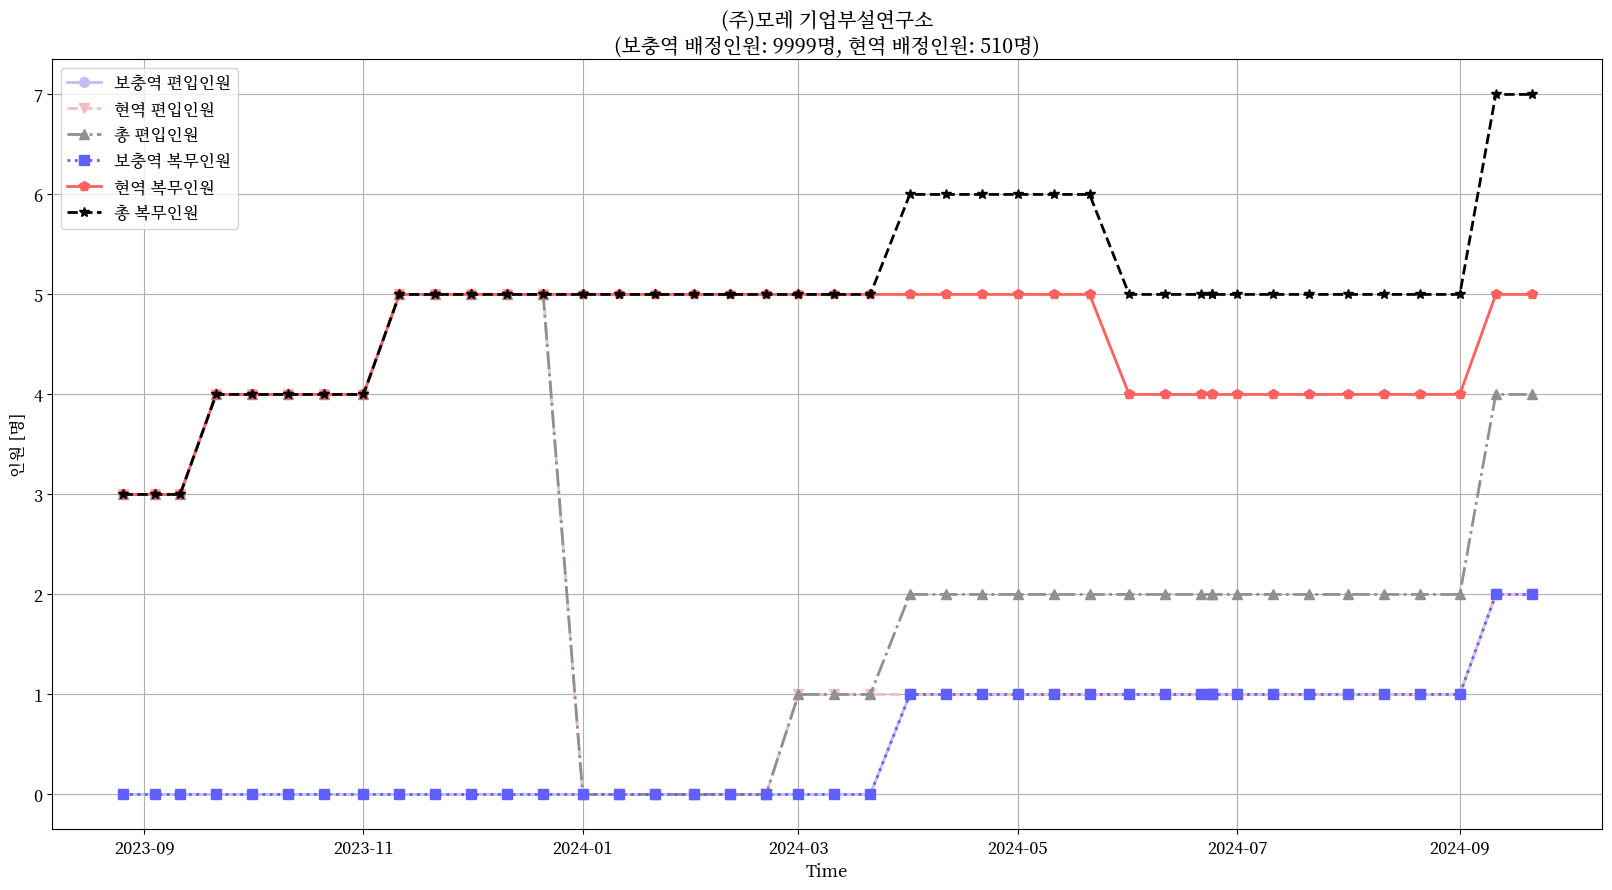 (주)모레 기업부설연구소
(보충역 배정인원: 9999명, 현역 배정인원: 510명)
보충역 편입인원
현역 편입인원
총 편입인원
보충역 복무인원
현역 복무인원
총 복무인원
인원 [명]
7
6
5
4
3
2
1
0
2023-09
2023-11
2024-01
2024-03
2024-05
2024-07
2024-09
Time